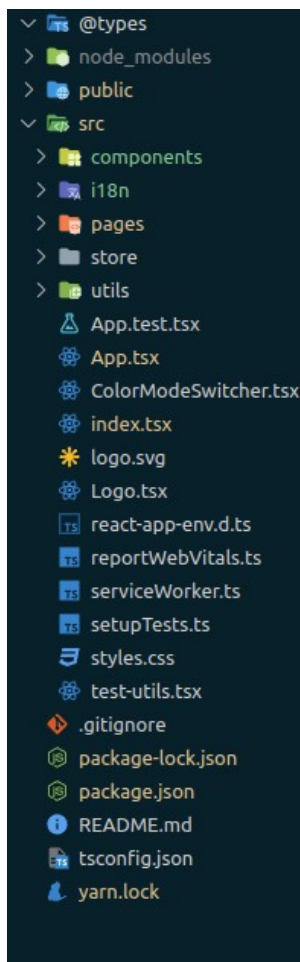 @types
node_modules
public
src
components
i18n
pages
store
utils
App.test.tsx
App.tsx
ColorModeSwitcher.tsx
index.tsx
logo.svg
Logo.tsx
react-app-env.d.ts
reportWebVitals.ts
serviceWorker.ts
setupTests.ts
styles.css
test-utils.tsx
.gitignore
package-lock.json
package.json
README.md
tsconfig.json
yarn.lock